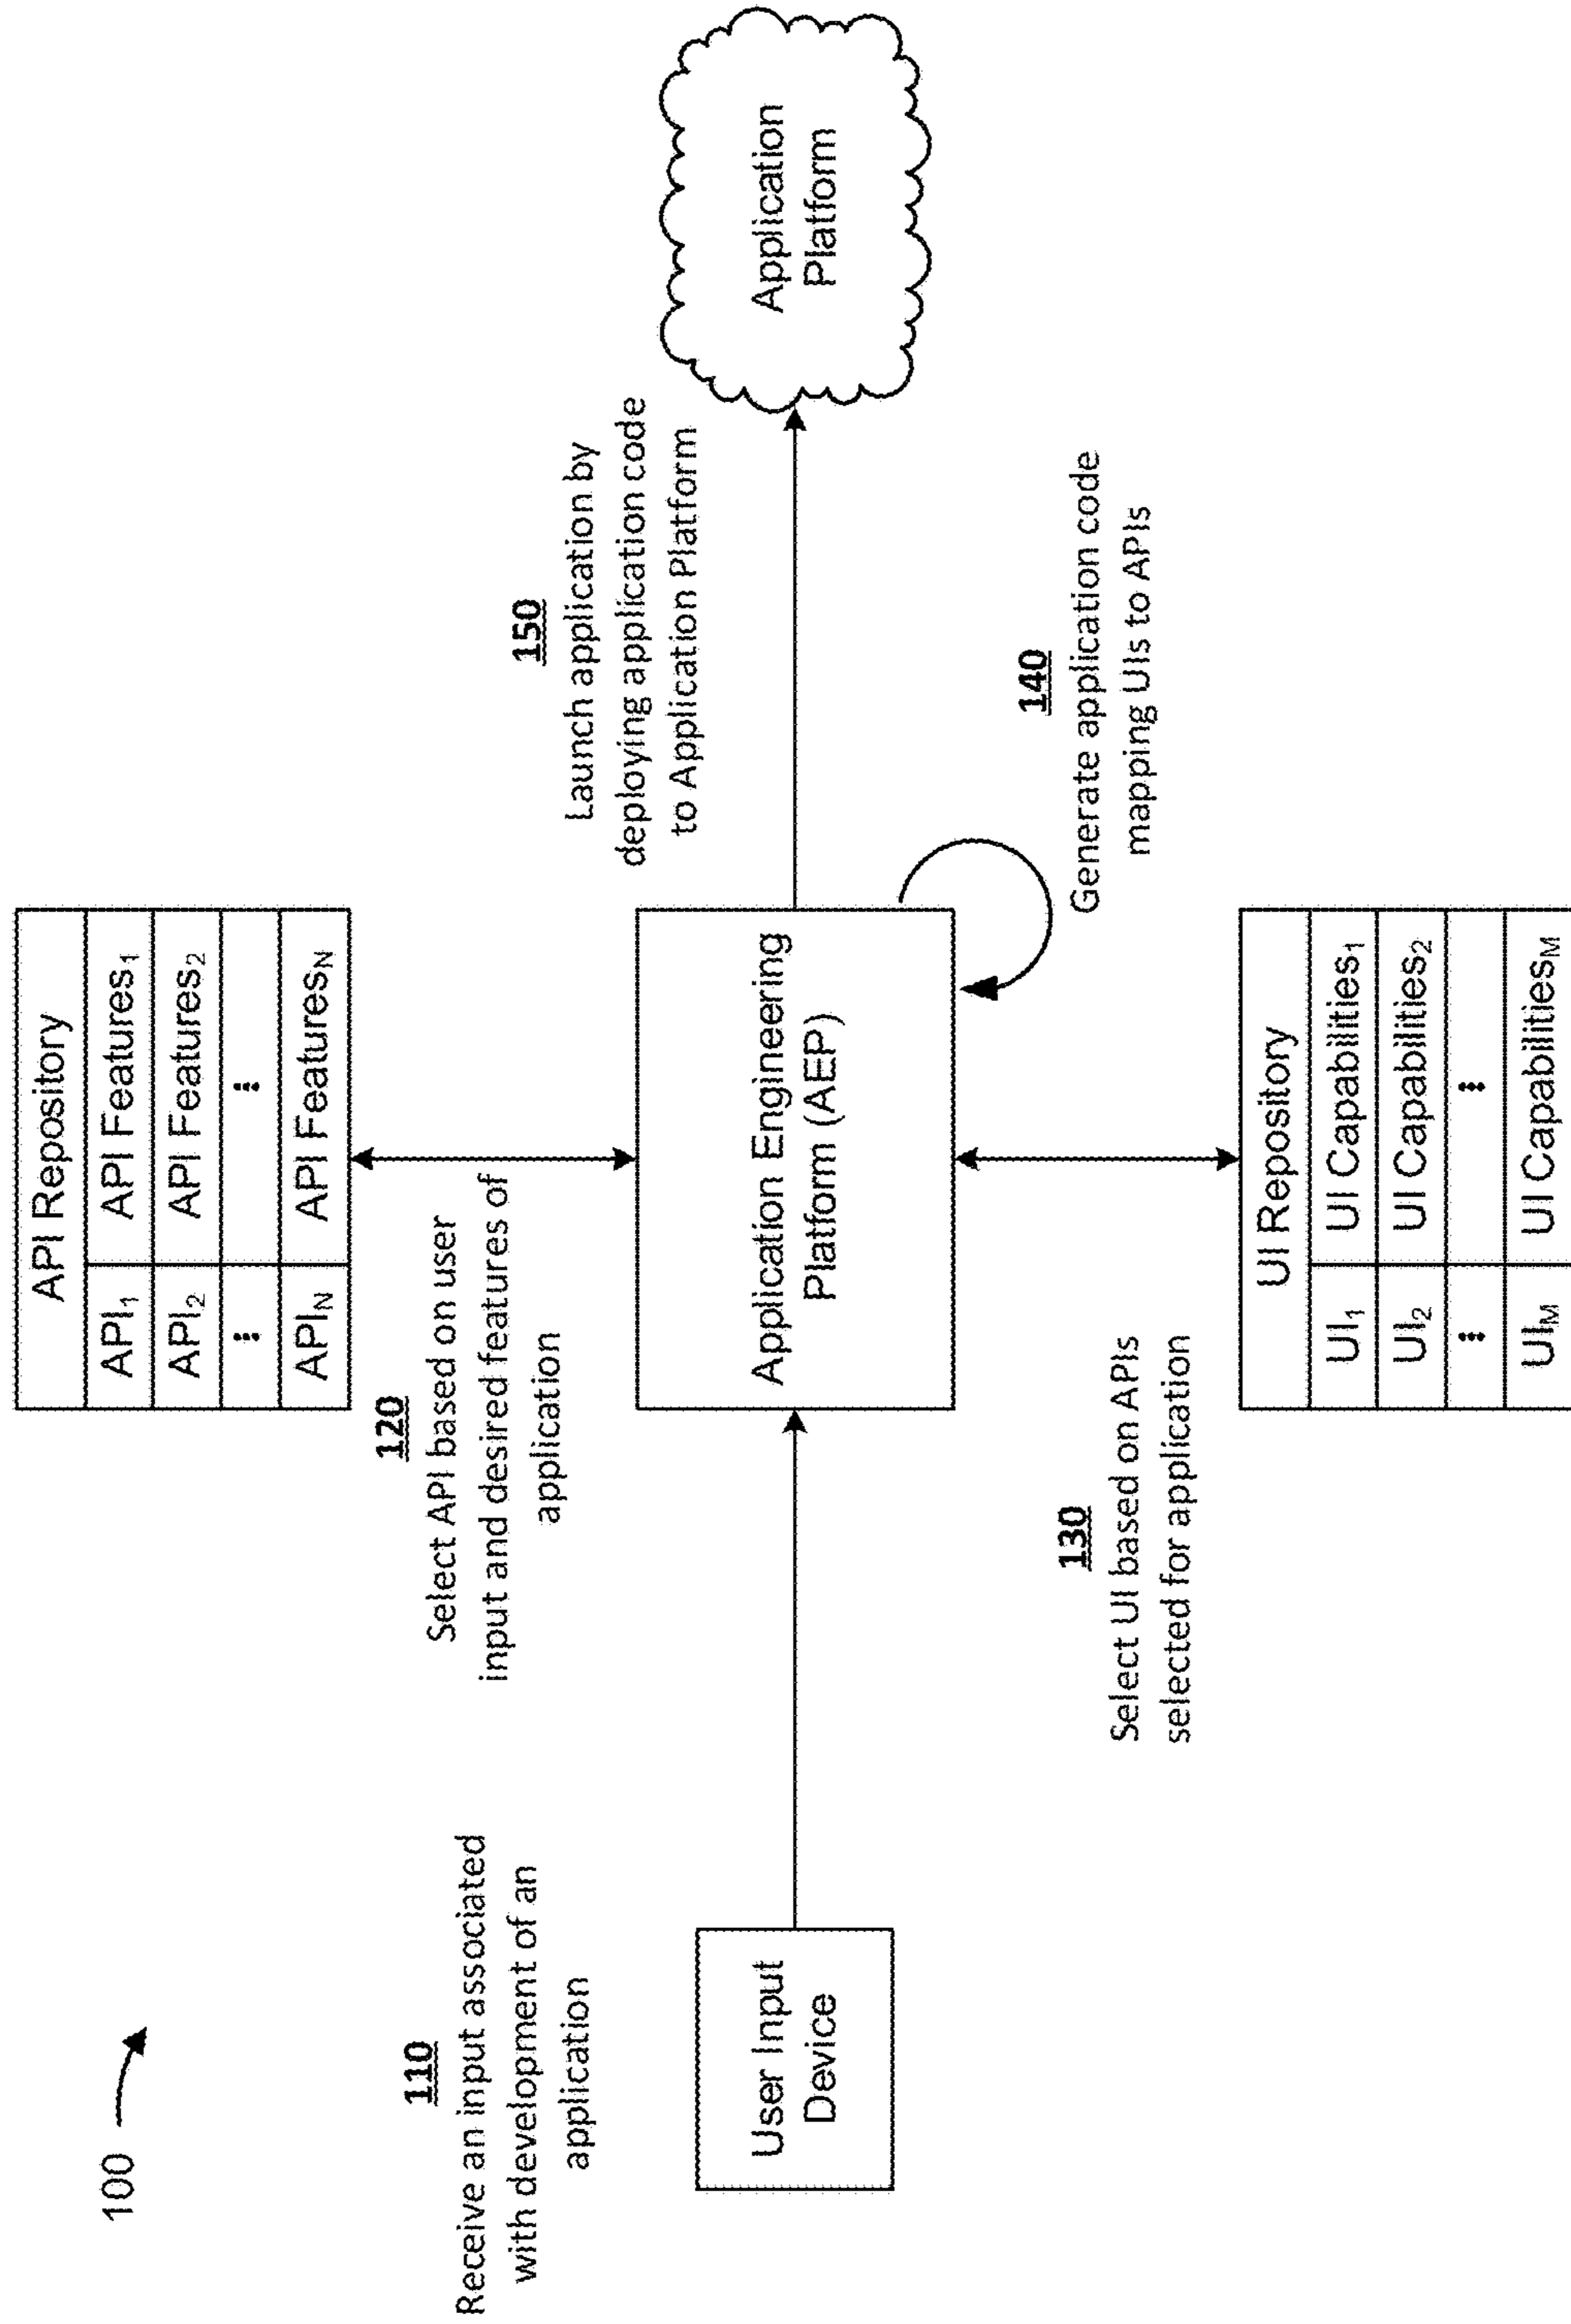 100
110
Receive an input associated
with development of an
application
User Input
Device
API Repository
API₁ API Features₁
API₂ API Features₂
⋮ ⋮
API_N API Features_N
120
Select API based on user
input and desired features of
application
Application Engineering
Platform (AEP)
130
Select UI based on APIs
selected for application
UI Repository
UI₁ UI Capabilities₁
UI₂ UI Capabilities₂
⋮ ⋮
UI_M UI Capabilities_M
140
Generate application code
mapping UIs to APIs
150
Launch application by
deploying application code
to Application Platform
Application
Platform